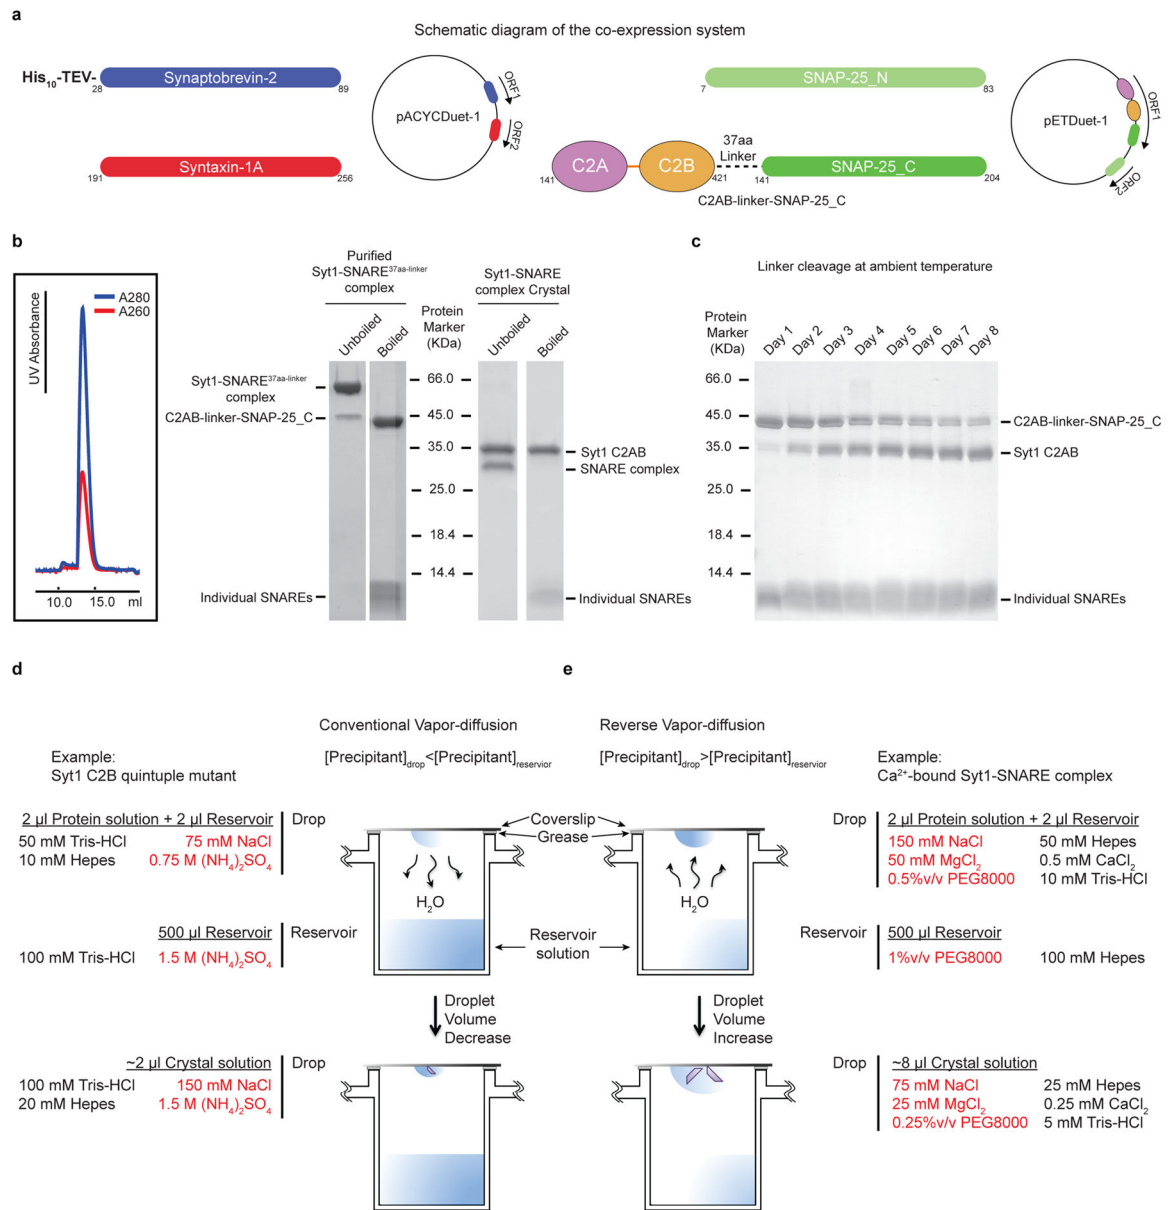 a
Schematic diagram of the co-expression system
His10-TEV-
Synaptobrevin-2
28
89
Syntaxin-1A
191
256
pACYCDuet-1
ORF1
ORF2
SNAP-25_N
7
83
C2A
C2B
141
421
37aa
Linker
141
SNAP-25_C
204
C2AB-linker-SNAP-25_C
pETDuet-1
ORF1
ORF2
b
UV Absorbance
A280
A260
10.0
15.0
ml
Purified
Syt1-SNARE37aa-linker
complex
Unboiled
Boiled
Protein
Marker
(KDa)
Syt1-SNARE
complex Crystal
Unboiled
Boiled
Syt1-SNARE37aa-linker
complex
C2AB-linker-SNAP-25_C
Individual SNAREs
66.0
45.0
35.0
25.0
18.4
14.4
Syt1 C2AB
SNARE complex
Individual SNAREs
c
Linker cleavage at ambient temperature
Protein
Marker
(KDa)
Day 1
Day 2
Day 3
Day 4
Day 5
Day 6
Day 7
Day 8
66.0
45.0
35.0
25.0
18.4
14.4
C2AB-linker-SNAP-25_C
Syt1 C2AB
Individual SNAREs
d
Conventional Vapor-diffusion
[Precipitant]drop<[Precipitant]reservior
Example:
Syt1 C2B quintuple mutant
2 µl Protein solution + 2 µl Reservoir
Drop
50 mM Tris-HCl 75 mM NaCl
10 mM Hepes 0.75 M (NH4)2SO4
500 µl Reservoir
Reservoir
100 mM Tris-HCl 1.5 M (NH4)2SO4
~2 µl Crystal solution
Drop
100 mM Tris-HCl 150 mM NaCl
20 mM Hepes 1.5 M (NH4)2SO4
H2O
Droplet
Volume
Decrease
Coverslip
Grease
Reservoir
solution
e
Reverse Vapor-diffusion
[Precipitant]drop>[Precipitant]reservior
Example:
Ca2+-bound Syt1-SNARE complex
H2O
Droplet
Volume
Increase
Drop
2 µl Protein solution + 2 µl Reservoir
150 mM NaCl 50 mM Hepes
50 mM MgCl2 0.5 mM CaCl2
0.5%v/v PEG8000 10 mM Tris-HCl
Reservoir
500 µl Reservoir
1%v/v PEG8000 100 mM Hepes
Drop
~8 µl Crystal solution
75 mM NaCl 25 mM Hepes
25 mM MgCl2 0.25 mM CaCl2
0.25%v/v PEG8000 5 mM Tris-HCl